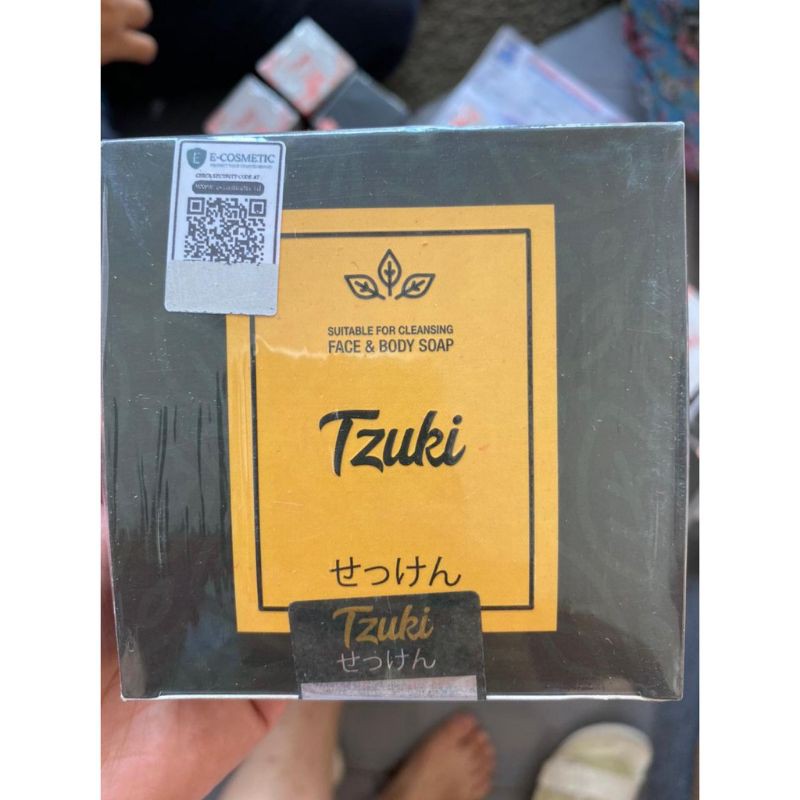 E-COSMETIC
CHECK SECURITY CODE AT :
SUITABLE FOR CLEANSING
FACE & BODY SOAP
Tzuki
せっけん
Tzuki
せっけん